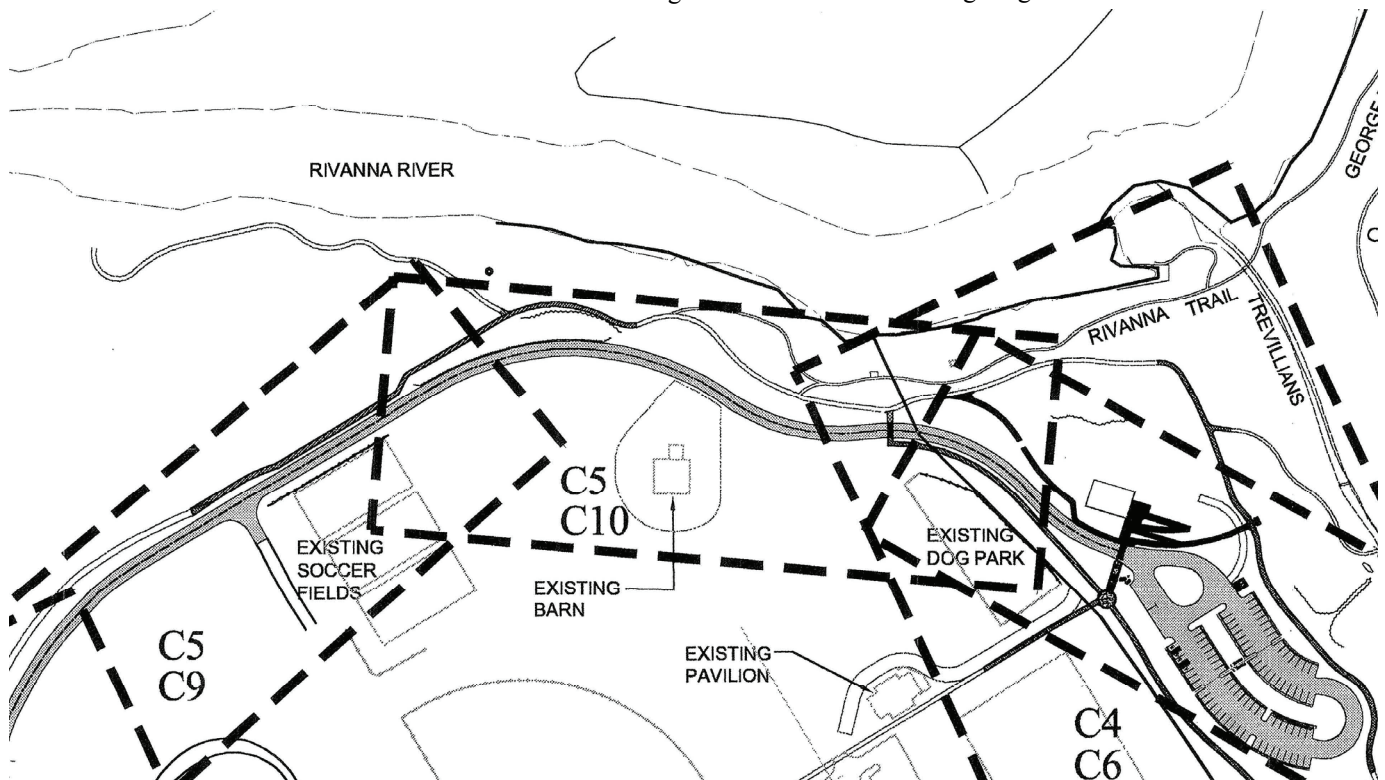 RIVANNA RIVER
GEORGE
RIVANNA TRAIL
TREVILLIANS
C5
C10
EXISTING
SOCCER
FIELDS
EXISTING
DOG PARK
EXISTING
BARN
C5
C9
EXISTING
PAVILION
C4
C6